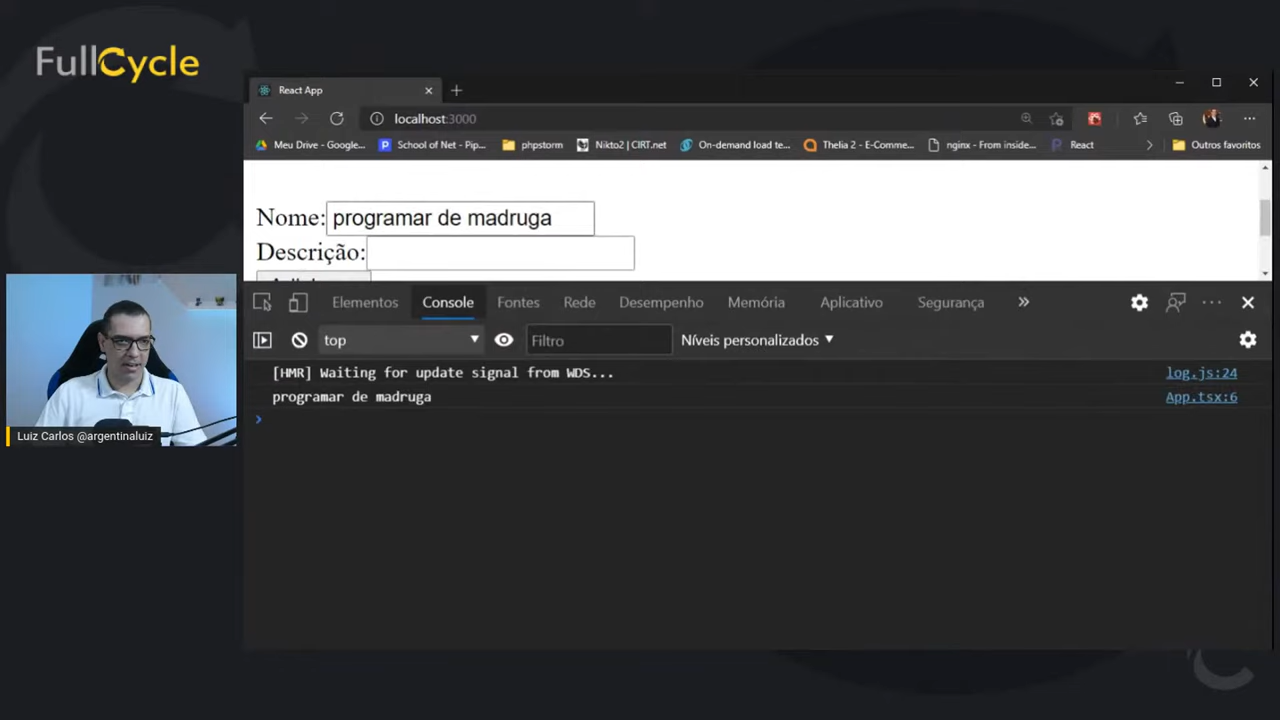 FullCycle
React App
localhost:3000
Meu Drive - Google...
School of Net - Pip...
phpstorm
Nikto2 | CIRT.net
On-demand load te...
Thelia 2 - E-Comme...
nginx - From inside...
React
Outros favoritos
Nome: programar de madruga
Descrição:
Elementos
Console
Fontes
Rede
Desempenho
Memória
Aplicativo
Segurança
top
Filtro
Níveis personalizados
[HMR] Waiting for update signal from WDS... log.js:24
programar de madruga App.tsx:6
Luiz Carlos @argentinaluiz